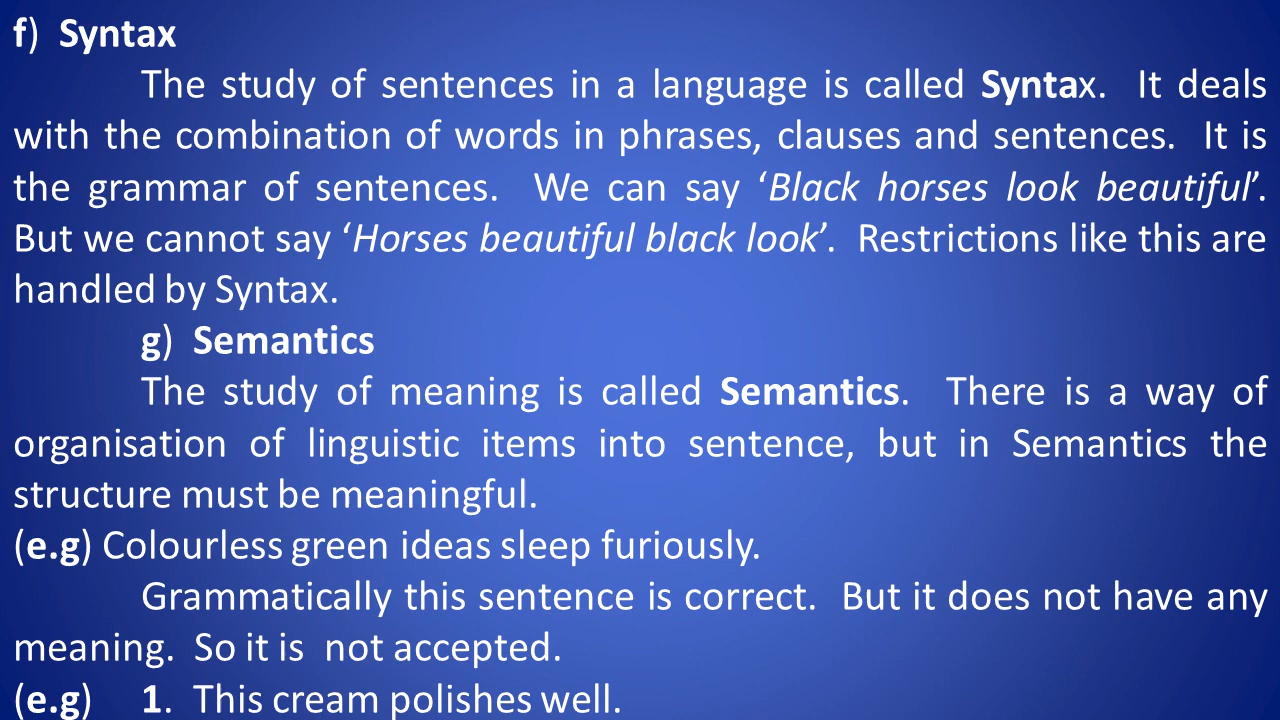 f) Syntax
The study of sentences in a language is called Syntax. It deals
with the combination of words in phrases, clauses and sentences. It is
the grammar of sentences. We can say ‘Black horses look beautiful’.
But we cannot say ‘Horses beautiful black look’. Restrictions like this are
handled by Syntax.
g) Semantics
The study of meaning is called Semantics. There is a way of
organisation of linguistic items into sentence, but in Semantics the
structure must be meaningful.
(e.g) Colourless green ideas sleep furiously.
Grammatically this sentence is correct. But it does not have any
meaning. So it is not accepted.
(e.g) 1. This cream polishes well.